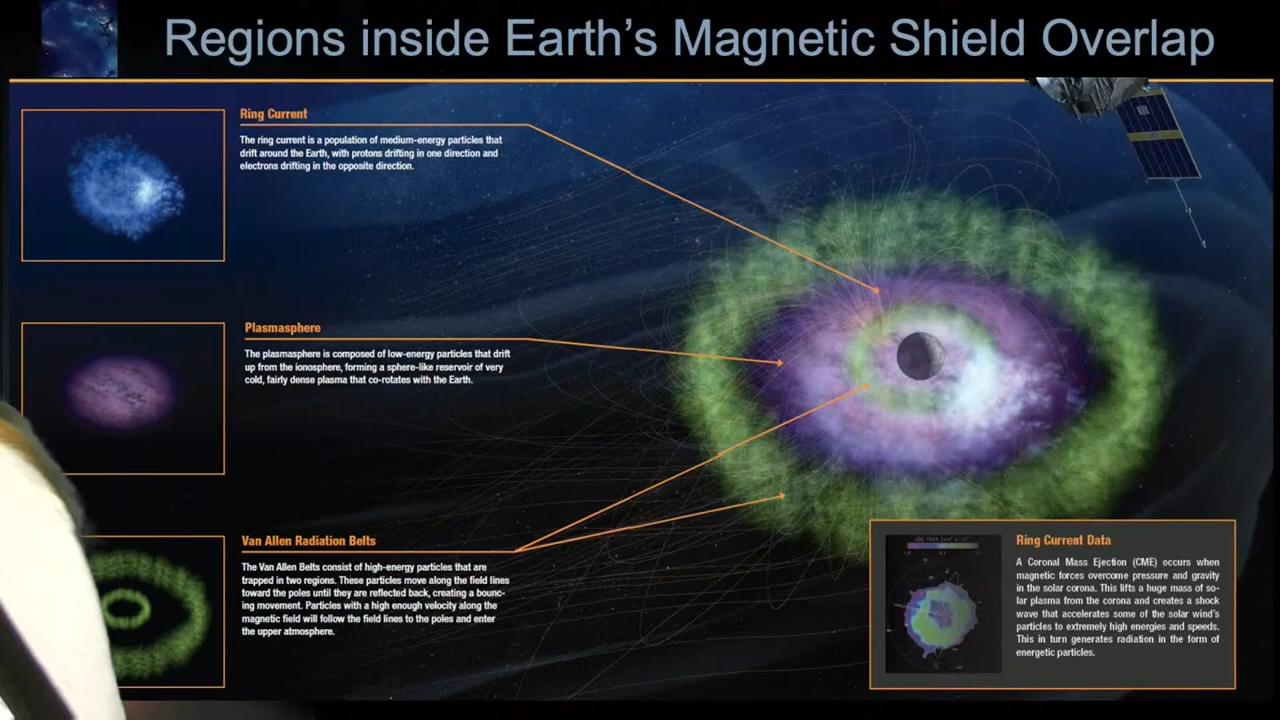 Regions inside Earth's Magnetic Shield Overlap
Ring Current
The ring current is a population of medium-energy particles that
drift around the Earth, with protons drifting in one direction and
electrons drifting in the opposite direction.
Plasmasphere
The plasmasphere is composed of low-energy particles that drift
up from the ionosphere, forming a sphere-like reservoir of very
cold, fairly dense plasma that co-rotates with the Earth.
Van Allen Radiation Belts
The Van Allen Belts consist of high-energy particles that are
trapped in two regions. These particles move along the field lines
toward the poles until they are reflected back, creating a bounc-
ing movement. Particles with a high enough velocity along the
magnetic field will follow the field lines to the poles and enter
the upper atmosphere.
Ring Current Data
A Coronal Mass Ejection (CME) occurs when
magnetic forces overcome pressure and gravity
in the solar corona. This lifts a huge mass of so-
lar plasma from the corona and creates a shock
wave that accelerates some of the solar wind's
particles to extremely high energies and speeds.
This in turn generates radiation in the form of
energetic particles.